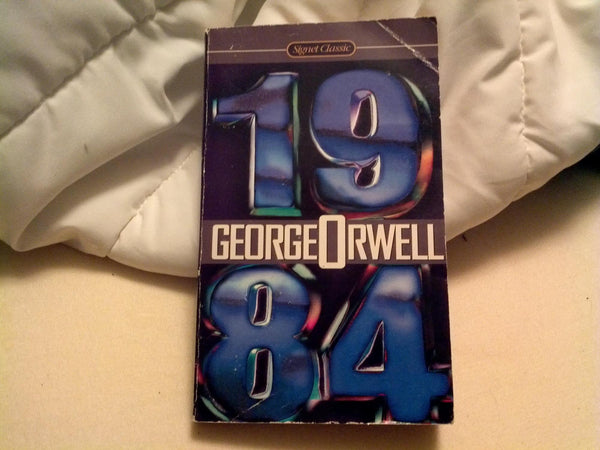 Signet Classic
19
GEORGE ORWELL
84